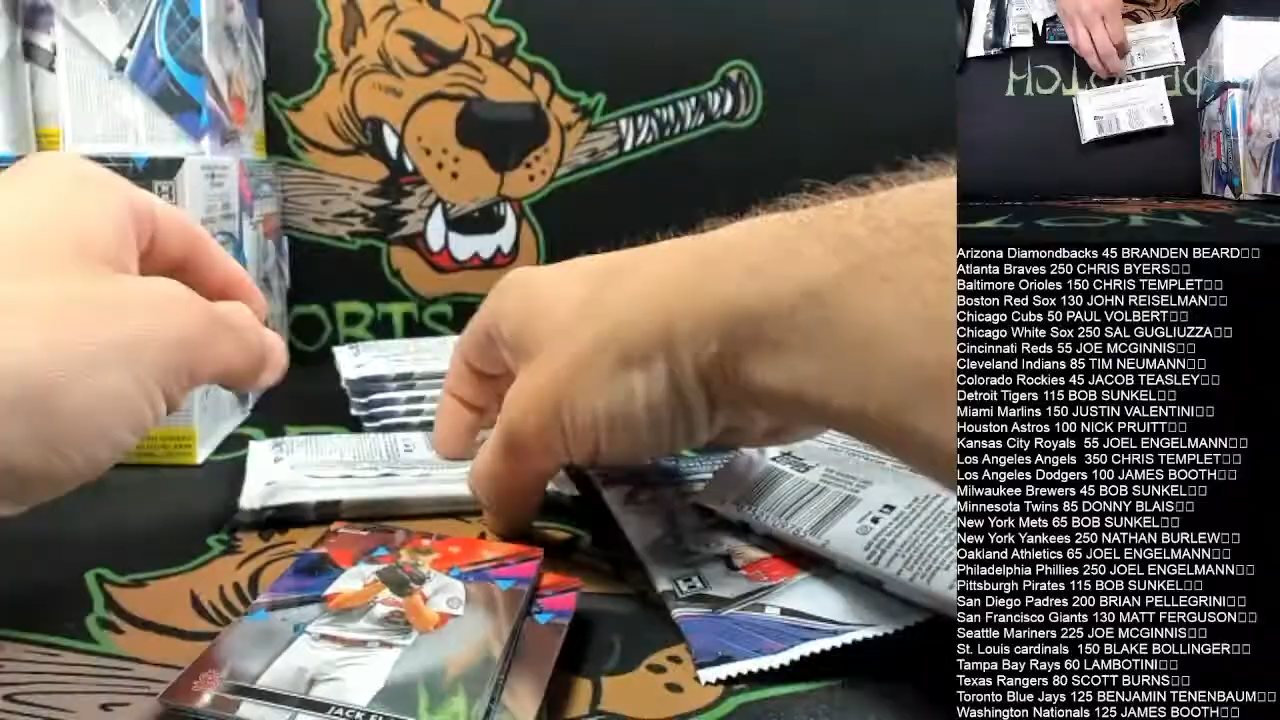 ORTS
JACK FL
Arizona Diamondbacks 45 BRANDEN BEARD
Atlanta Braves 250 CHRIS BYERS
Baltimore Orioles 150 CHRIS TEMPLET
Boston Red Sox 130 JOHN REISELMAN
Chicago Cubs 50 PAUL VOLBERT
Chicago White Sox 250 SAL GUGLIUZZA
Cincinnati Reds 55 JOE MCGINNIS
Cleveland Indians 85 TIM NEUMANN
Colorado Rockies 45 JACOB TEASLEY
Detroit Tigers 115 BOB SUNKEL
Miami Marlins 150 JUSTIN VALENTINI
Houston Astros 100 NICK PRUITT
Kansas City Royals 55 JOEL ENGELMANN
Los Angeles Angels 350 CHRIS TEMPLET
Los Angeles Dodgers 100 JAMES BOOTH
Milwaukee Brewers 45 BOB SUNKEL
Minnesota Twins 85 DONNY BLAIS
New York Mets 65 BOB SUNKEL
New York Yankees 250 NATHAN BURLEW
Oakland Athletics 65 JOEL ENGELMANN
Philadelphia Phillies 250 JOEL ENGELMANN
Pittsburgh Pirates 115 BOB SUNKEL
San Diego Padres 200 BRIAN PELLEGRINI
San Francisco Giants 130 MATT FERGUSON
Seattle Mariners 225 JOE MCGINNIS
St. Louis cardinals 150 BLAKE BOLLINGER
Tampa Bay Rays 60 LAMBOTINI
Texas Rangers 80 SCOTT BURNS
Toronto Blue Jays 125 BENJAMIN TENENBAUM
Washington Nationals 125 JAMES BOOTH